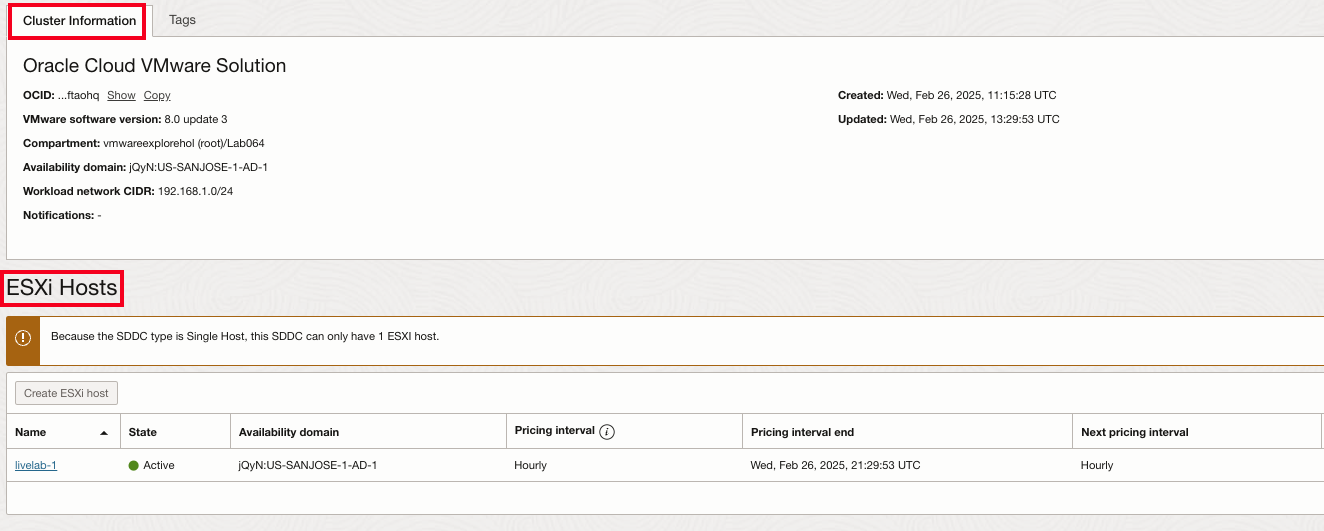 Cluster Information
Tags
Oracle Cloud VMware Solution
OCID: ...ftaohq Show Copy
Created: Wed, Feb 26, 2025, 11:15:28 UTC
VMware software version: 8.0 update 3
Updated: Wed, Feb 26, 2025, 13:29:53 UTC
Compartment: vmwareexplorehol (root)/Lab064
Availability domain: jQyN:US-SANJOSE-1-AD-1
Workload network CIDR: 192.168.1.0/24
Notifications: -
ESXi Hosts
Because the SDDC type is Single Host, this SDDC can only have 1 ESXI host.
Create ESXi host
Name State Availability domain Pricing interval Pricing interval end Next pricing interval
livelab-1 Active jQyN:US-SANJOSE-1-AD-1 Hourly Wed, Feb 26, 2025, 21:29:53 UTC Hourly